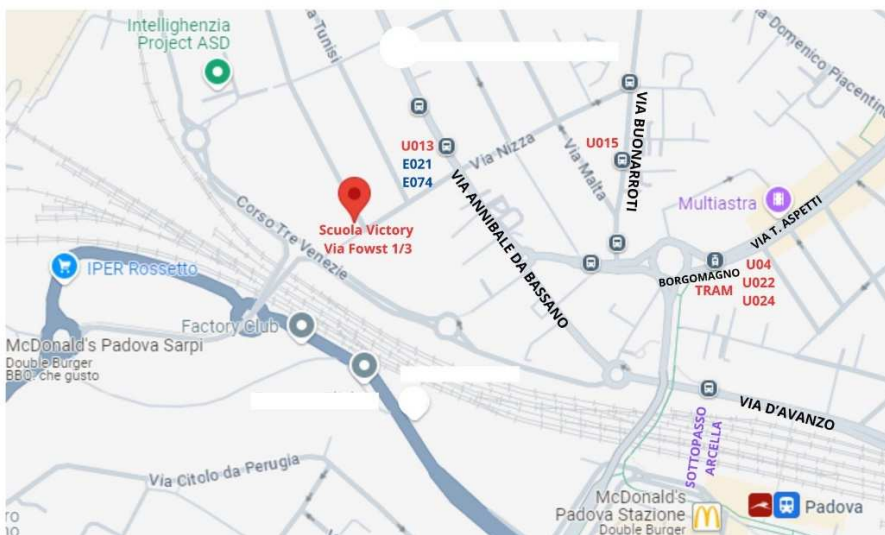 Intellighenzia
Project ASD
Via Tunisi
Via Domenico Piacentino
U013
E021
E074
Via Nizza
U015
VIA BUONARROTI
Via Malta
Multiastra
VIA T. ASPETTI
Scuola Victory
Via Fowst 1/3
Corso Tre Venezie
VIA ANNIBALE DA BASSANO
IPER Rossetto
BORGOMAGNO
TRAM
U04
U022
U024
Factory Club
McDonald's Padova Sarpi
Double Burger
BBQ: che gusto
VIA D'AVANZO
SOTTOPASSO
ARCELLA
Via Citolo da Perugia
McDonald's
Padova Stazione
Double Burger
Padova